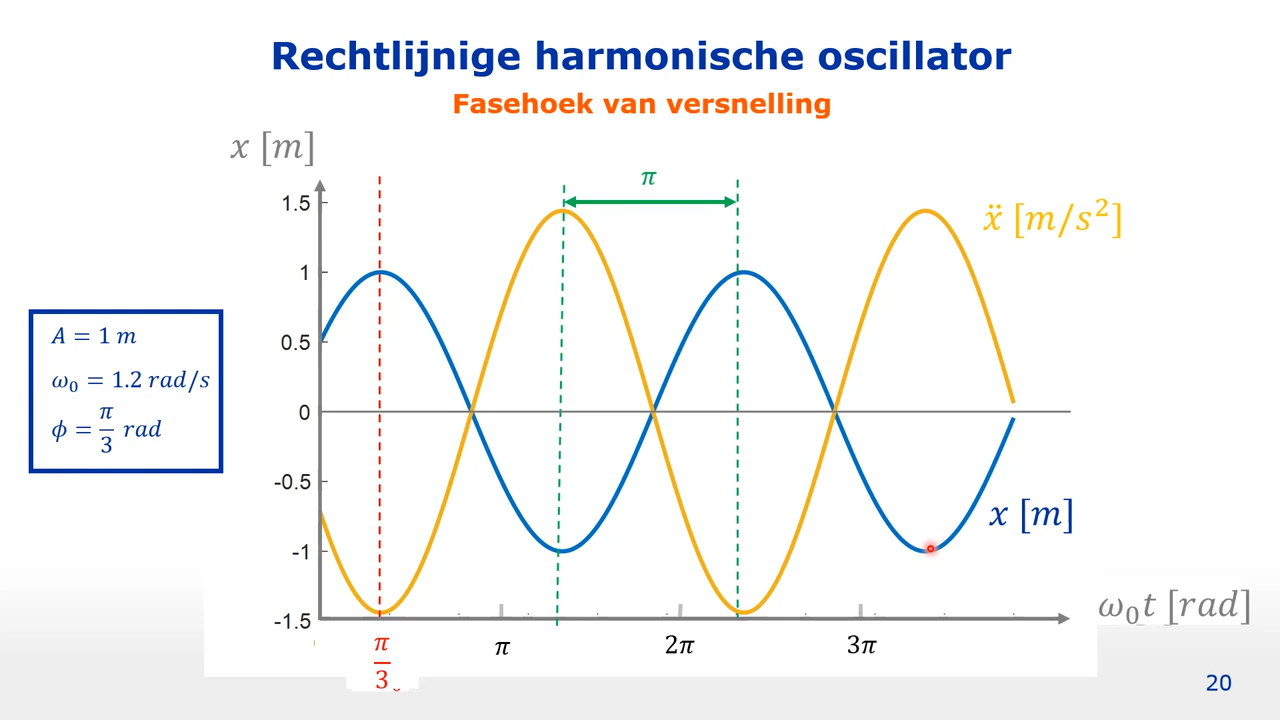 Rechtlijnige harmonische oscillator
Fasehoek van versnelling
x [m]
π
1.5
ẍ [m/s²]
1
A = 1 m
0.5
ω₀ = 1.2 rad/s
ϕ = π/3 rad
0
-0.5
x [m]
-1
-1.5
ω₀t [rad]
π/3
π
2π
3π
20